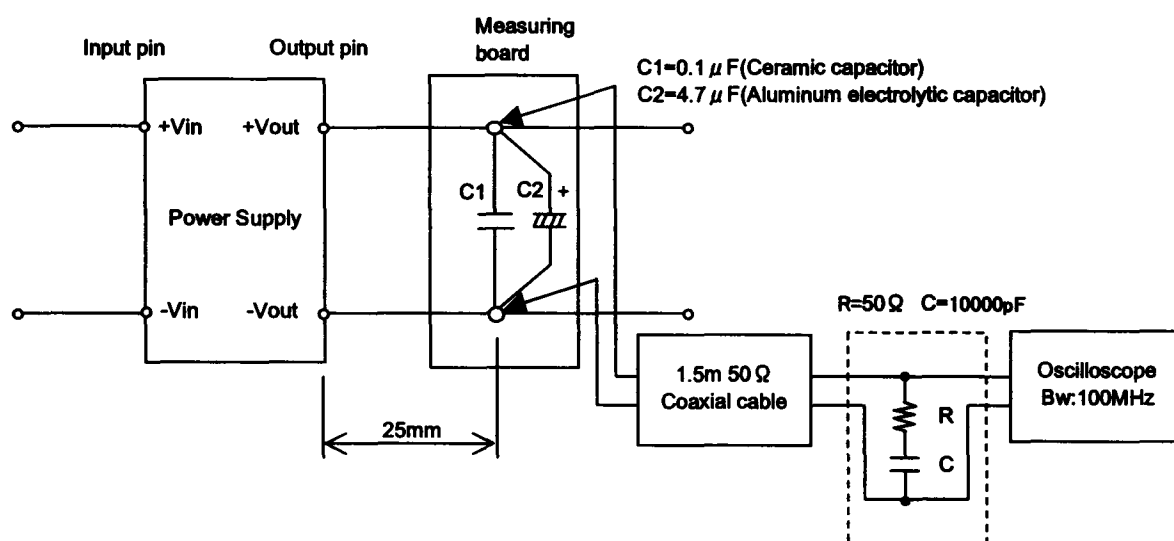 Measuring
board
Input pin
Output pin
C1=0.1μF(Ceramic capacitor)
C2=4.7μF(Aluminum electrolytic capacitor)
+Vin
+Vout
C1
C2
+
Power Supply
-Vin
-Vout
R=50Ω C=10000pF
1.5m 50Ω
Coaxial cable
Oscilloscope
Bw:100MHz
R
C
25mm